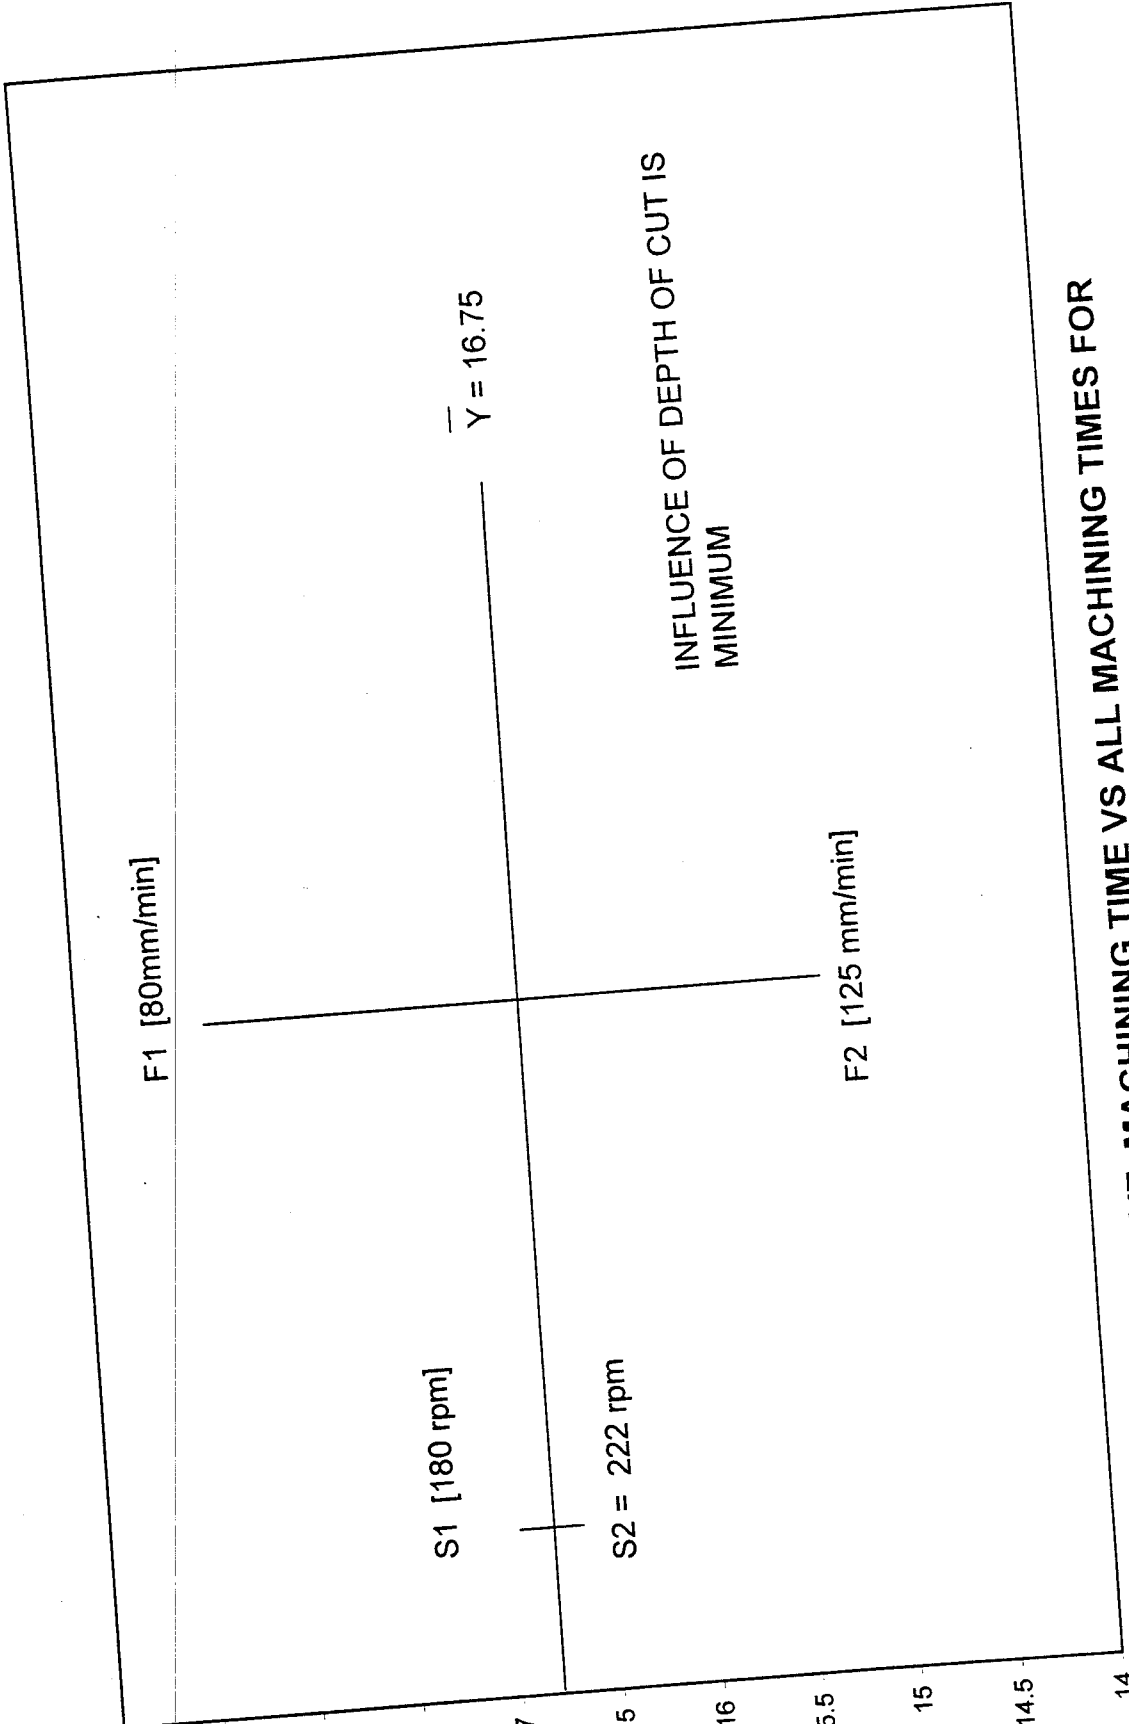 F1 [80mm/min]
S1 [180 rpm]
Y = 16.75
S2 = 222 rpm
INFLUENCE OF DEPTH OF CUT IS
MINIMUM
F2 [125 mm/min]
16
15
14.5
14
MACHINING TIME VS ALL MACHINING TIMES FOR